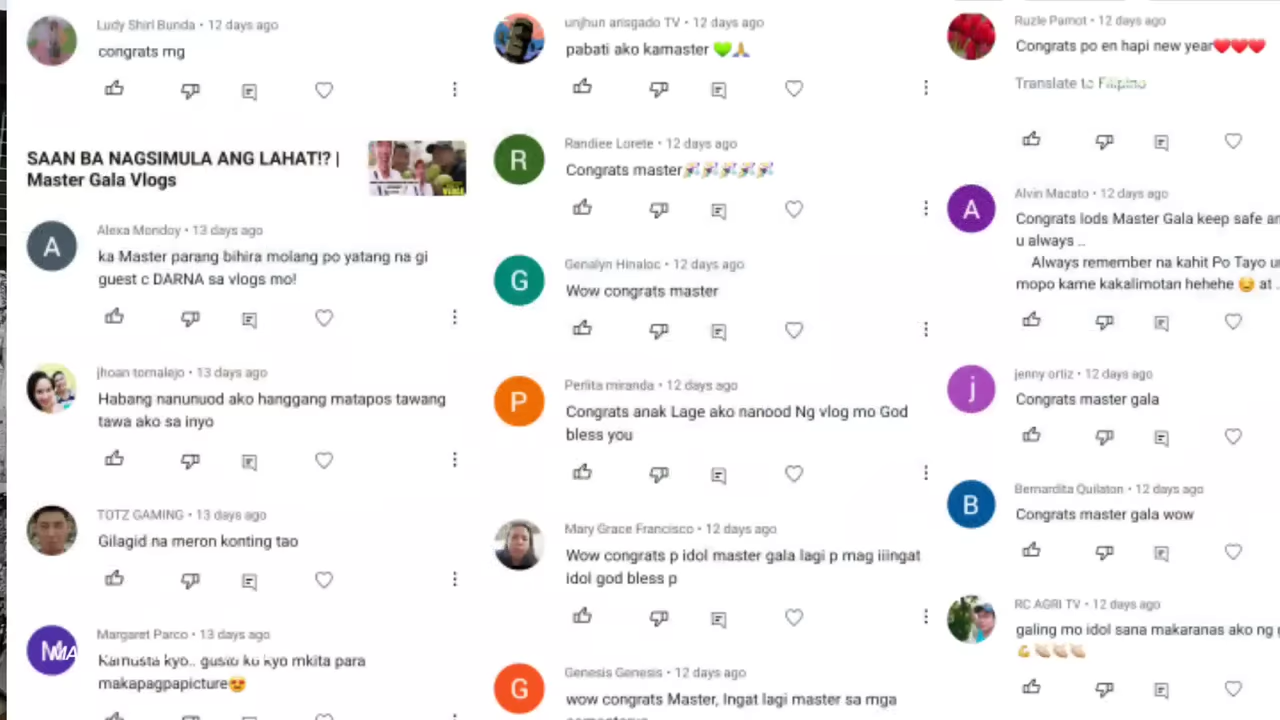 Ludy Shirl Bunda • 12 days ago
congrats mg
SAAN BA NAGSIMULA ANG LAHAT!? |
Master Gala Vlogs
A
Alexa Mondoy • 13 days ago
ka Master parang bihira molang po yatang na gi
guest c DARNA sa vlogs mo!
jhoan tornalejo • 13 days ago
Habang nanunuod ako hanggang matapos tawang
tawa ako sa inyo
TOTZ GAMING • 13 days ago
Gilagid na meron konting tao
Margaret Parco • 13 days ago
Kamusta kyo.. gusto ko kyo mkita para
makapagpapicture😍
unjhun arisgado TV • 12 days ago
pabati ako kamaster 💚🙏
R
Randiee Lorete • 12 days ago
Congrats master🎉🎉🎉🎉🎉
G
Genalyn Hinaloc • 12 days ago
Wow congrats master
P
Perlita miranda • 12 days ago
Congrats anak Lage ako nanood Ng vlog mo God
bless you
Mary Grace Francisco • 12 days ago
Wow congrats p idol master gala lagi p mag iiingat
idol god bless p
G
Genesis Genesis • 12 days ago
wow congrats Master, Ingat lagi master sa mga
Ruzle Pamot • 12 days ago
Congrats po en hapi new year❤️❤️❤️
Translate to Filipino
A
Alvin Macato • 12 days ago
Congrats lods Master Gala keep safe
u always ..
Always remember na kahit Po Tayo
mopo kame kakalimotan hehehe 😊 at ..
j
jenny ortiz • 12 days ago
Congrats master gala
B
Bernardita Quilaton • 12 days ago
Congrats master gala wow
RC AGRI TV • 12 days ago
galing mo idol sana makaranas ako ng
💪👏🏻👏🏻👏🏻